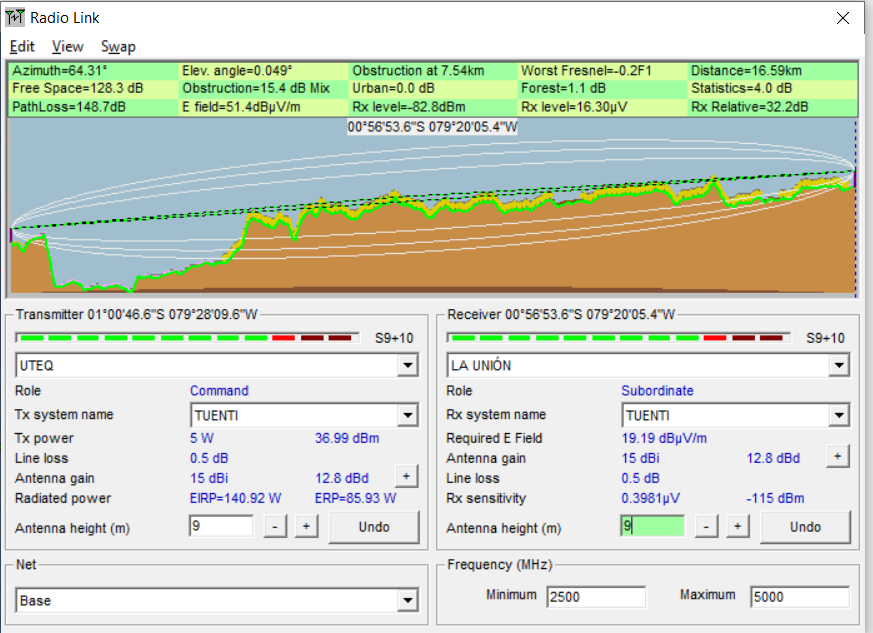 Radio Link
Edit View Swap
Azimuth=64.31° Elev. angle=0.049° Obstruction at 7.54km Worst Fresnel=-0.2F1 Distance=16.59km
Free Space=128.3 dB Obstruction=15.4 dB Mix Urban=0.0 dB Forest=1.1 dB Statistics=4.0 dB
PathLoss=148.7dB E field=51.4dBµV/m Rx level=-82.8dBm Rx level=16.30µV Rx Relative=32.2dB
00°56'53.6"S 079°20'05.4"W
Transmitter 01°00'46.6"S 079°28'09.6"W
S9+10
UTEQ
Role Command
Tx system name TUENTI
Tx power 5 W 36.99 dBm
Line loss 0.5 dB
Antenna gain 15 dBi 12.8 dBd +
Radiated power EIRP=140.92 W ERP=85.93 W
Antenna height (m) 9 - + Undo
Receiver 00°56'53.6"S 079°20'05.4"W
S9+10
LA UNIÓN
Role Subordinate
Rx system name TUENTI
Required E Field 19.19 dBµV/m
Antenna gain 15 dBi 12.8 dBd +
Line loss 0.5 dB
Rx sensitivity 0.3981µV -115 dBm
Antenna height (m) 9 - + Undo
Net
Base
Frequency (MHz)
Minimum 2500 Maximum 5000